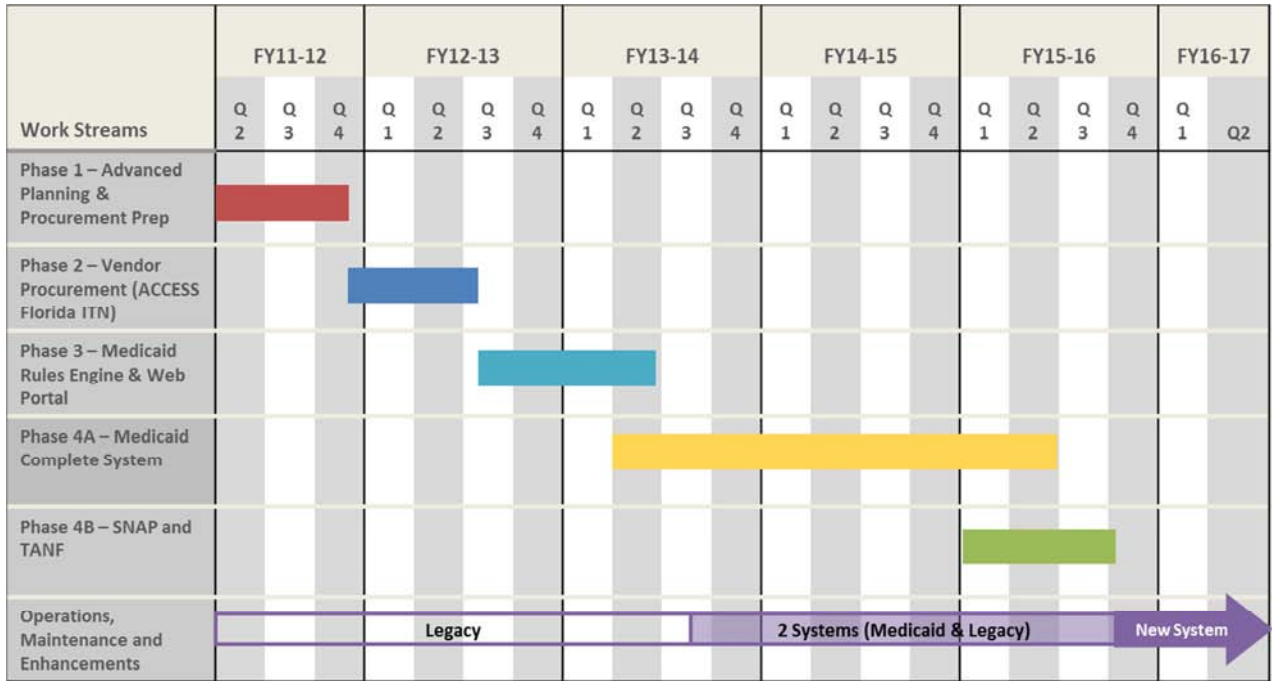 FY11-12 FY12-13 FY13-14 FY14-15 FY15-16 FY16-17
Work Streams
Q Q Q Q Q Q Q Q Q Q Q Q Q Q Q Q Q Q Q Q
2 3 4 1 2 3 4 1 2 3 4 1 2 3 4 1 2 3 4 1 Q2
Phase 1 – Advanced
Planning &
Procurement Prep
Phase 2 – Vendor
Procurement (ACCESS
Florida ITN)
Phase 3 – Medicaid
Rules Engine & Web
Portal
Phase 4A – Medicaid
Complete System
Phase 4B – SNAP and
TANF
Operations,
Maintenance and
Enhancements
Legacy 2 Systems (Medicaid & Legacy) New System